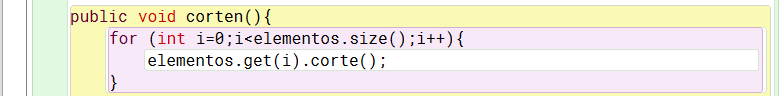 public void corten(){
for (int i=0;i<elementos.size();i++){
elementos.get(i).corte();
}